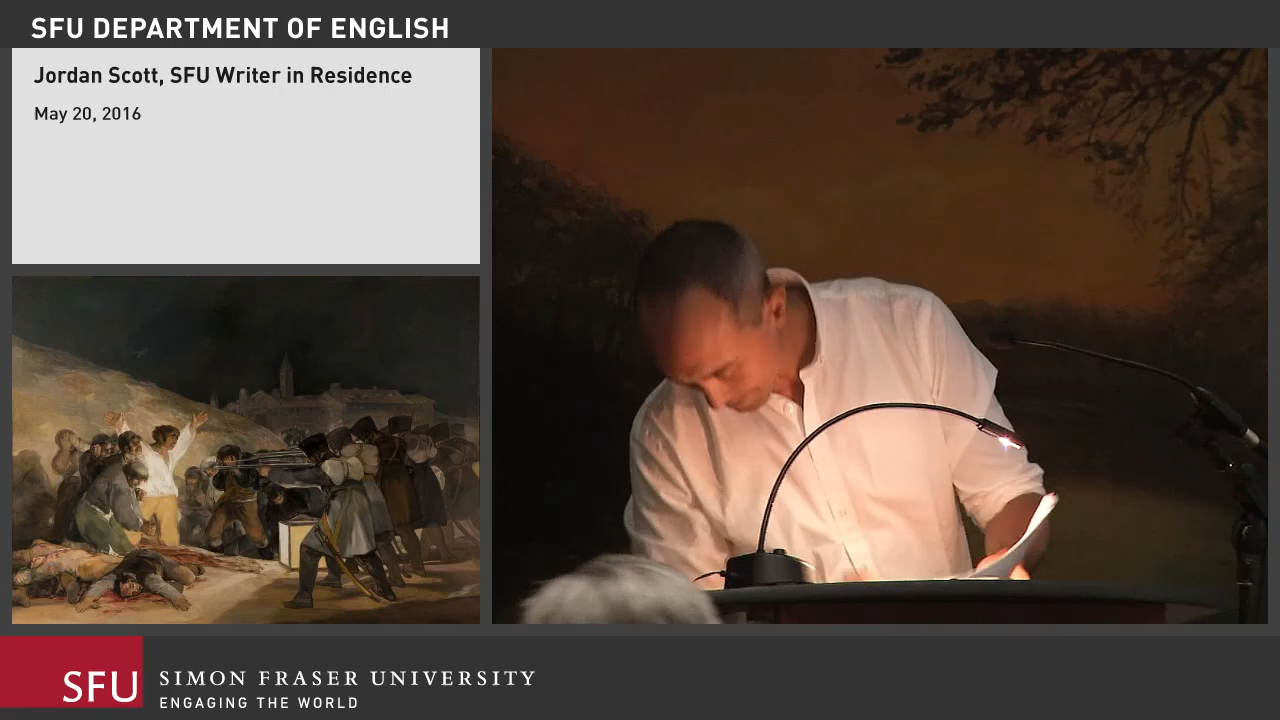 SFU DEPARTMENT OF ENGLISH
Jordan Scott, SFU Writer in Residence
May 20, 2016
SFU SIMON FRASER UNIVERSITY
ENGAGING THE WORLD